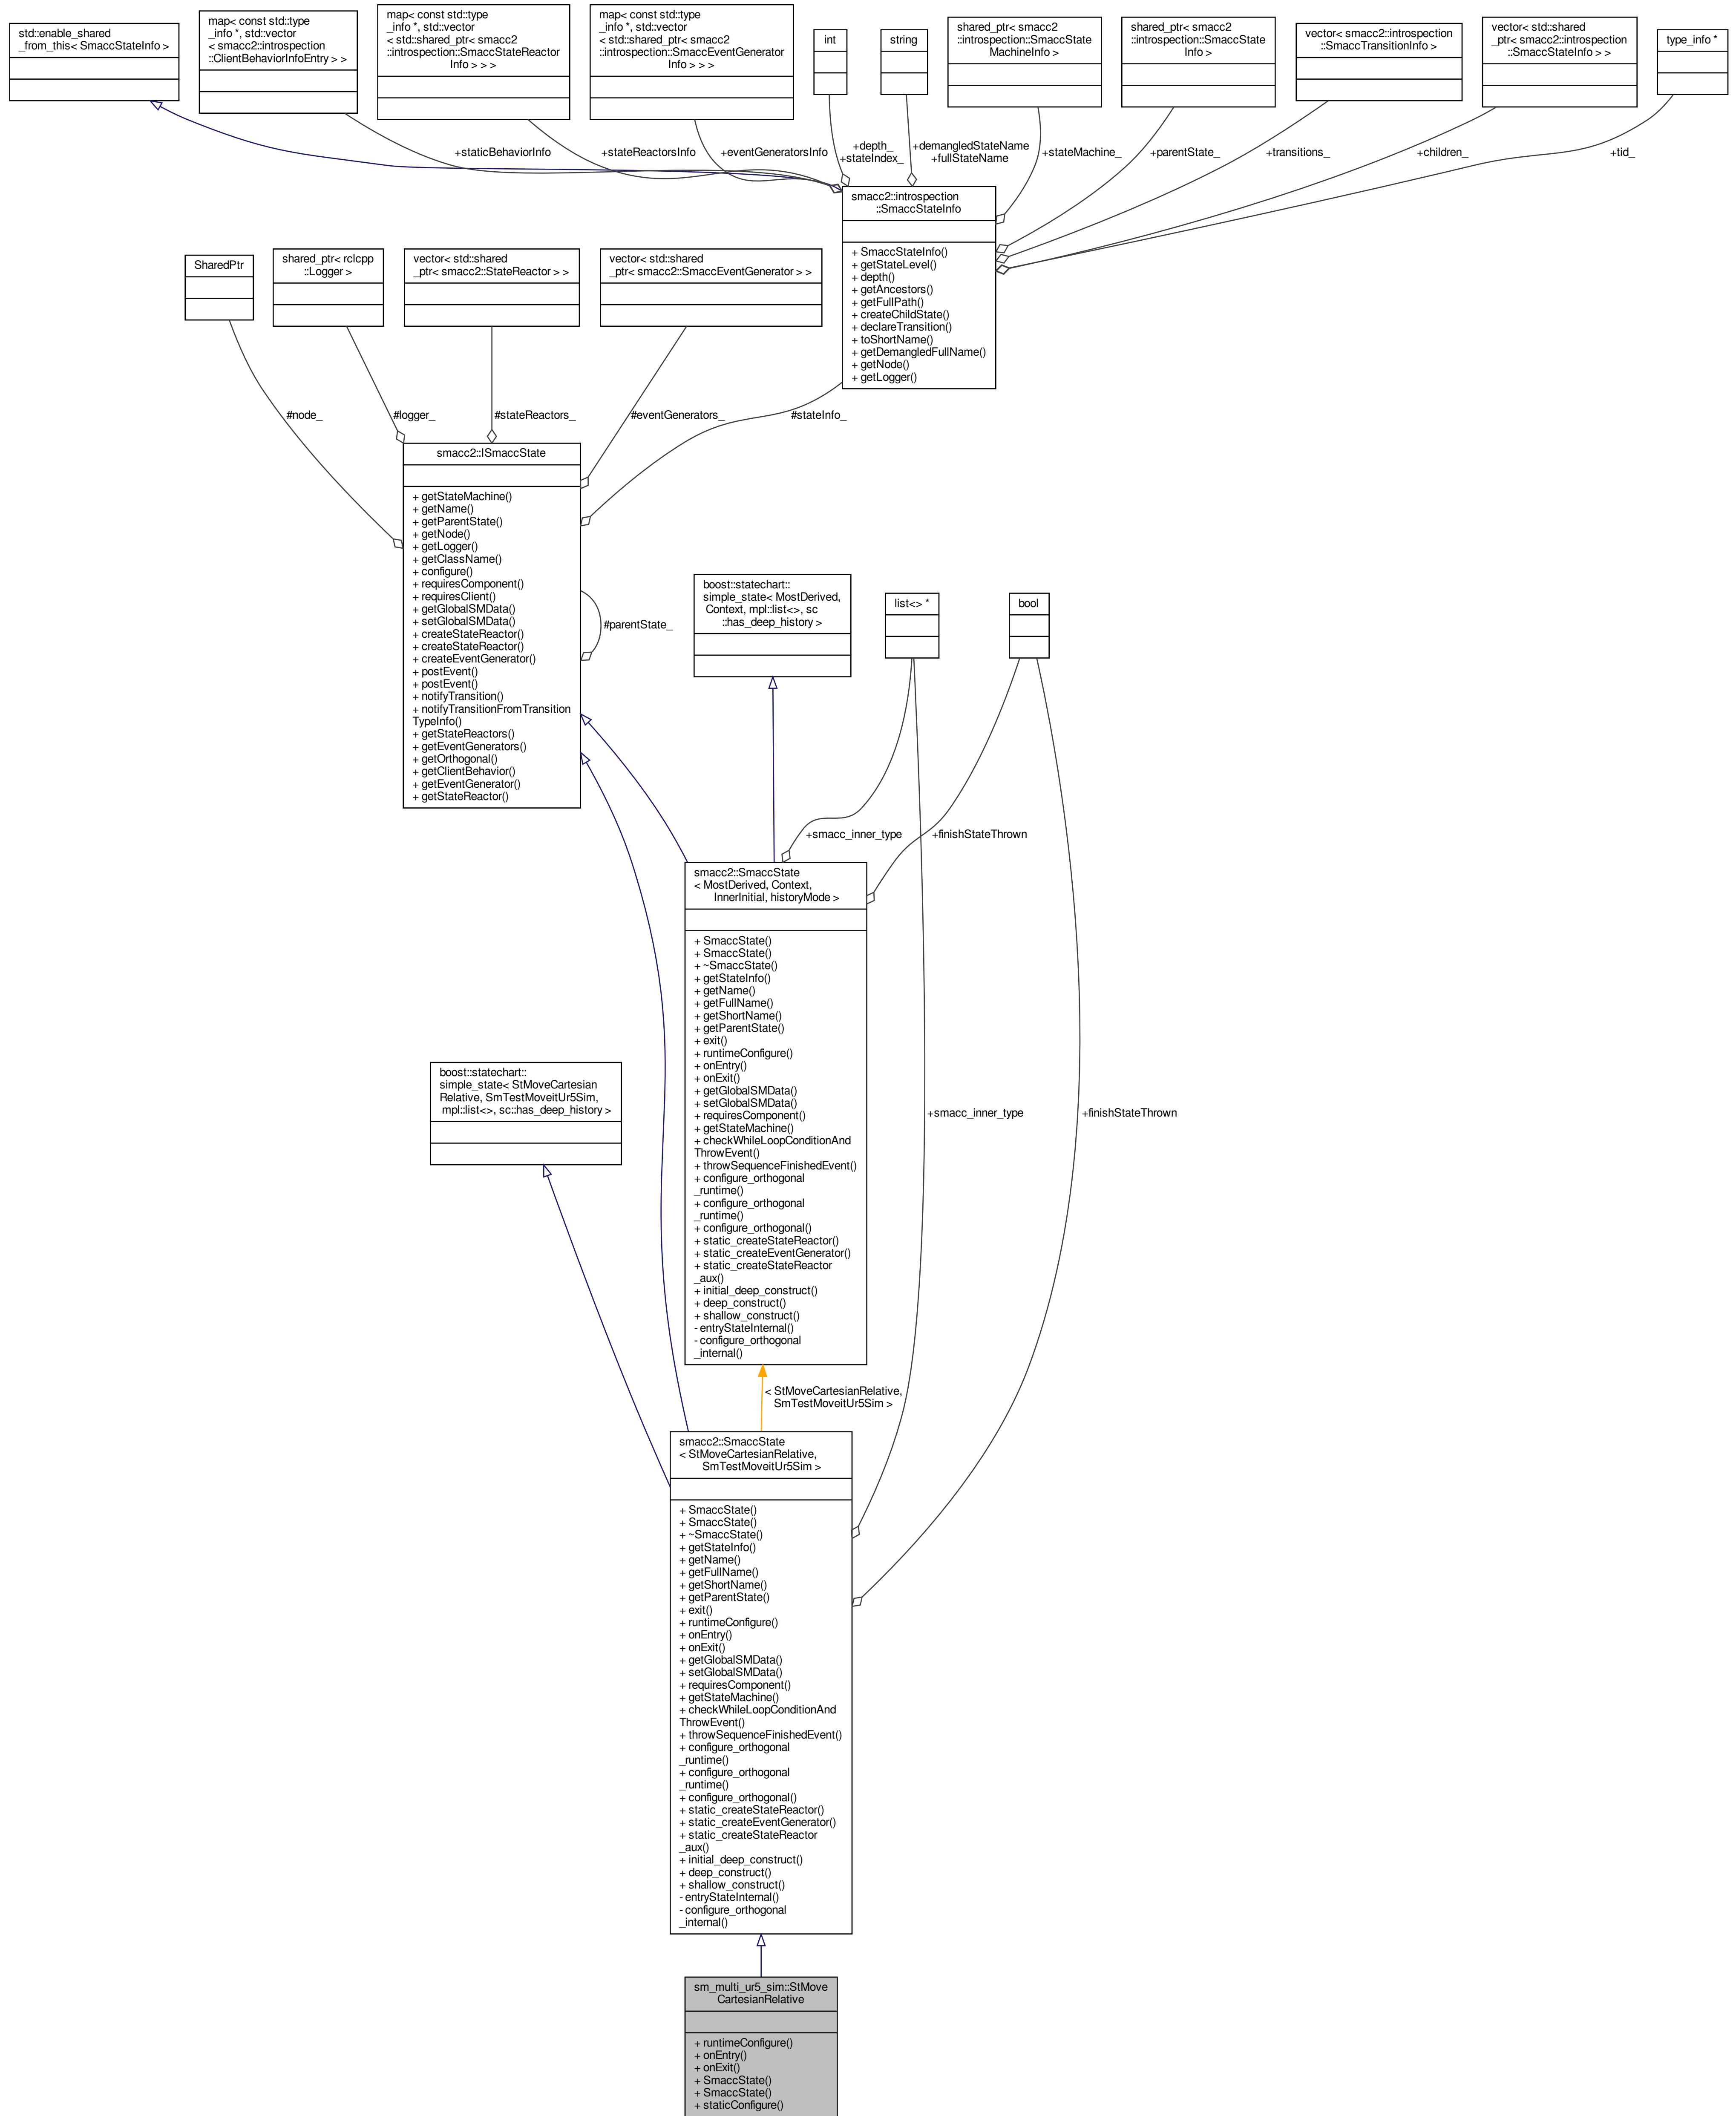 std::enable_shared
_from_this< SmaccStateInfo >
map< const std::type
_info *, std::vector
< smacc2::introspection
::ClientBehaviorInfoEntry > >
map< const std::type
_info *, std::vector
< std::shared_ptr< smacc2
::introspection::SmaccStateReactor
Info > > >
map< const std::type
_info *, std::vector
< std::shared_ptr< smacc2
::introspection::SmaccEventGenerator
Info > > >
int
string
shared_ptr< smacc2
::introspection::SmaccState
MachineInfo >
shared_ptr< smacc2
::introspection::SmaccState
Info >
vector< smacc2::introspection
::SmaccTransitionInfo >
vector< std::shared
_ptr< smacc2::introspection
::SmaccStateInfo > >
type_info *
+staticBehaviorInfo
+stateReactorsInfo
+eventGeneratorsInfo
+depth_
+stateIndex_
+demangledStateName
+fullStateName
+stateMachine_
+parentState_
+transitions_
+children_
+tid_
smacc2::introspection
::SmaccStateInfo
+ SmaccStateInfo()
+ getStateLevel()
+ depth()
+ getAncestors()
+ getFullPath()
+ createChildState()
+ declareTransition()
+ toShortName()
+ getDemangledFullName()
+ getNode()
+ getLogger()
SharedPtr
shared_ptr< rclcpp
::Logger >
vector< std::shared
_ptr< smacc2::StateReactor > >
vector< std::shared
_ptr< smacc2::SmaccEventGenerator > >
#node_
#logger_
#stateReactors_
#eventGenerators_
#stateInfo_
smacc2::ISmaccState
+ getStateMachine()
+ getName()
+ getParentState()
+ getNode()
+ getLogger()
+ getClassName()
+ configure()
+ requiresComponent()
+ requiresClient()
+ getGlobalSMData()
+ setGlobalSMData()
+ createStateReactor()
+ createStateReactor()
+ createEventGenerator()
+ postEvent()
+ postEvent()
+ notifyTransition()
+ notifyTransitionFromTransition
TypeInfo()
+ getStateReactors()
+ getEventGenerators()
+ getOrthogonal()
+ getClientBehavior()
+ getEventGenerator()
+ getStateReactor()
#parentState_
boost::statechart::
simple_state< MostDerived,
Context, mpl::list<>, sc
::has_deep_history >
list<> *
bool
+smacc_inner_type
+finishStateThrown
smacc2::SmaccState
< MostDerived, Context,
InnerInitial, historyMode >
+ SmaccState()
+ SmaccState()
+ ~SmaccState()
+ getStateInfo()
+ getName()
+ getFullName()
+ getShortName()
+ getParentState()
+ exit()
+ runtimeConfigure()
+ onEntry()
+ onExit()
+ getGlobalSMData()
+ setGlobalSMData()
+ requiresComponent()
+ getStateMachine()
+ checkWhileLoopConditionAnd
ThrowEvent()
+ throwSequenceFinishedEvent()
+ configure_orthogonal
_runtime()
+ configure_orthogonal
_runtime()
+ configure_orthogonal()
+ static_createStateReactor()
+ static_createEventGenerator()
+ static_createStateReactor
_aux()
+ initial_deep_construct()
+ deep_construct()
+ shallow_construct()
- entryStateInternal()
- configure_orthogonal
_internal()
boost::statechart::
simple_state< StMoveCartesian
Relative, SmTestMoveitUr5Sim,
mpl::list<>, sc::has_deep_history >
+smacc_inner_type
+finishStateThrown
< StMoveCartesianRelative,
SmTestMoveitUr5Sim >
smacc2::SmaccState
< StMoveCartesianRelative,
SmTestMoveitUr5Sim >
+ SmaccState()
+ SmaccState()
+ ~SmaccState()
+ getStateInfo()
+ getName()
+ getFullName()
+ getShortName()
+ getParentState()
+ exit()
+ runtimeConfigure()
+ onEntry()
+ onExit()
+ getGlobalSMData()
+ setGlobalSMData()
+ requiresComponent()
+ getStateMachine()
+ checkWhileLoopConditionAnd
ThrowEvent()
+ throwSequenceFinishedEvent()
+ configure_orthogonal
_runtime()
+ configure_orthogonal
_runtime()
+ configure_orthogonal()
+ static_createStateReactor()
+ static_createEventGenerator()
+ static_createStateReactor
_aux()
+ initial_deep_construct()
+ deep_construct()
+ shallow_construct()
- entryStateInternal()
- configure_orthogonal
_internal()
sm_multi_ur5_sim::StMove
CartesianRelative
+ runtimeConfigure()
+ onEntry()
+ onExit()
+ SmaccState()
+ SmaccState()
+ staticConfigure()